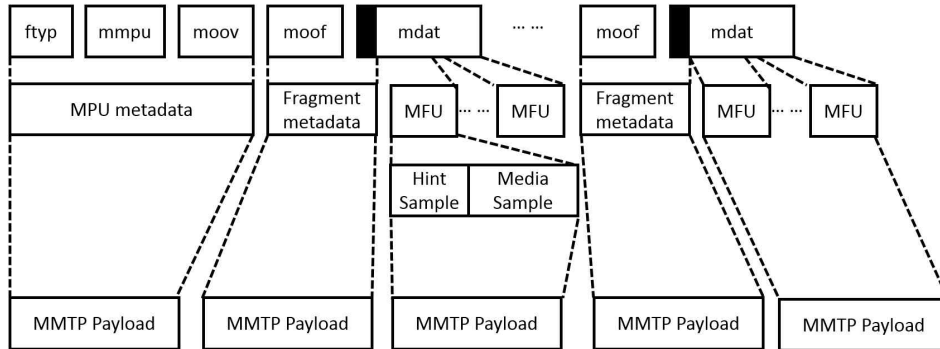 ftyp mmpu moov moof mdat ... ... moof mdat
MPU metadata
Fragment
metadata
MFU ... ... MFU
Fragment
metadata
MFU ... ... MFU
Hint
Sample
Media
Sample
MMTP Payload MMTP Payload MMTP Payload MMTP Payload MMTP Payload